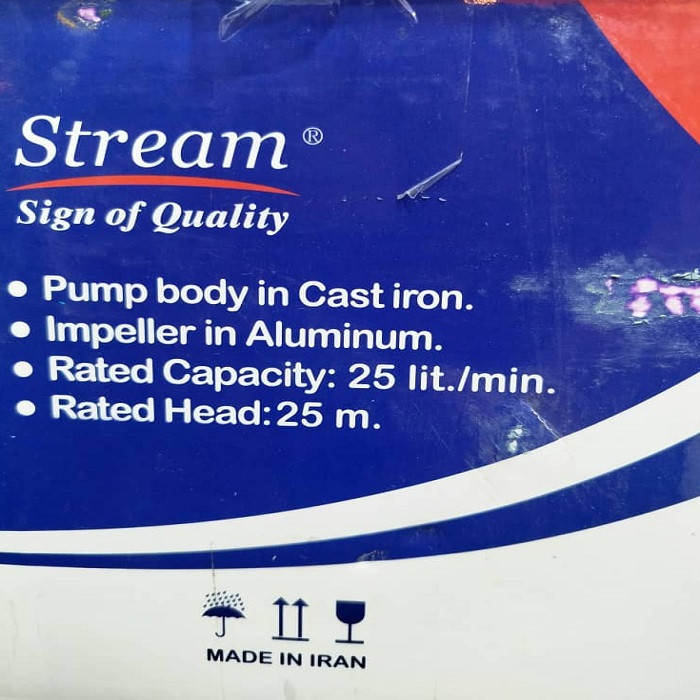 Stream ®
Sign of Quality
• Pump body in Cast iron.
• Impeller in Aluminum.
• Rated Capacity: 25 lit./min.
• Rated Head: 25 m.
MADE IN IRAN